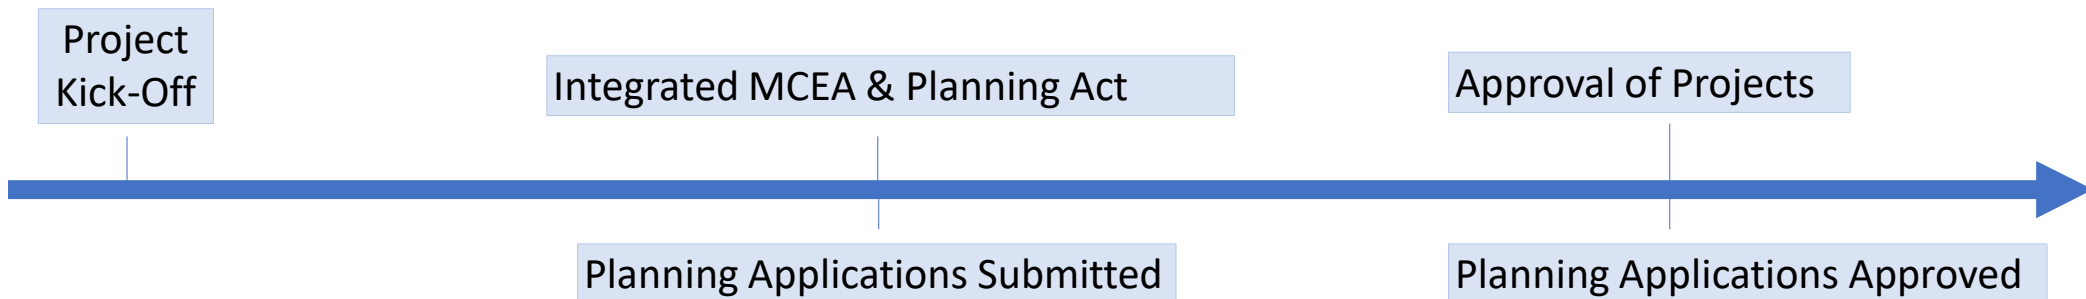 Project
Kick-Off
Integrated MCEA & Planning Act
Approval of Projects
Planning Applications Submitted
Planning Applications Approved